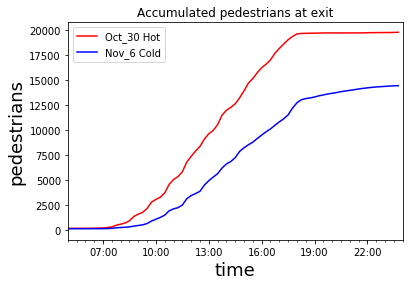 Accumulated pedestrians at exit
Oct_30 Hot
Nov_6 Cold
pedestrians
20000
17500
15000
12500
10000
7500
5000
2500
0
07:00 10:00 13:00 16:00 19:00 22:00
time